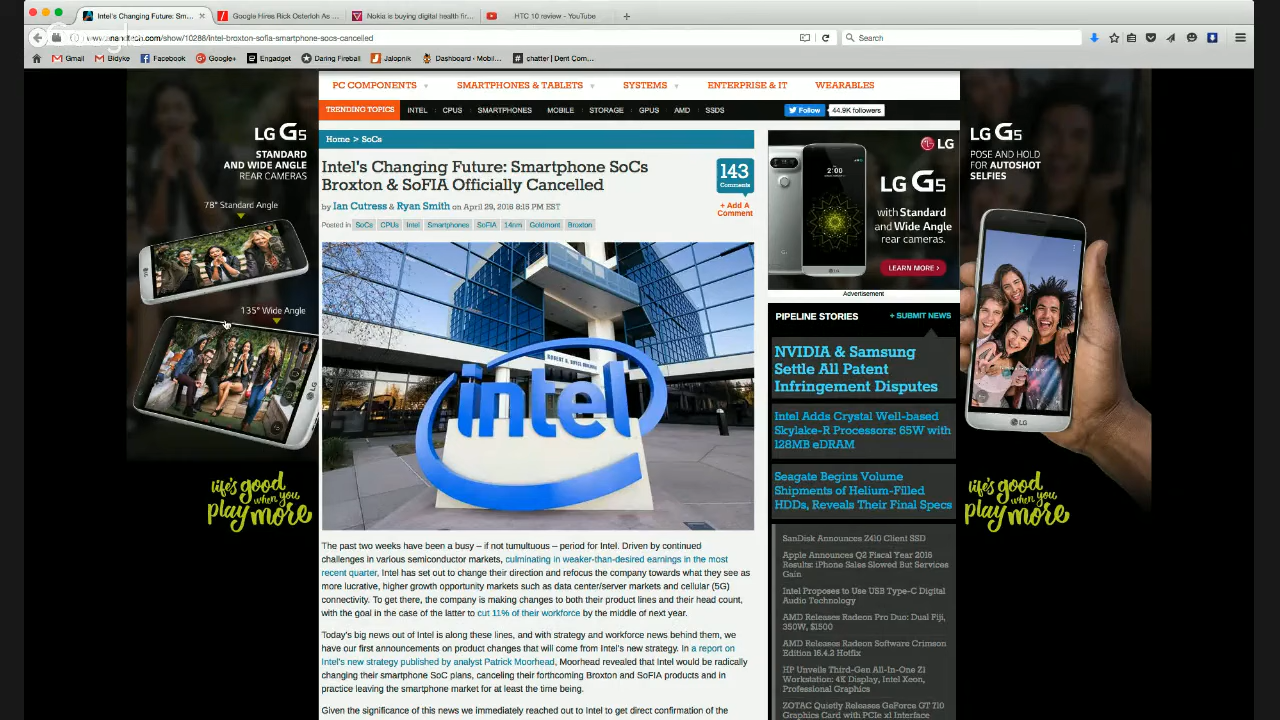 Intel's Changing Future: Sm...
Google Hires Rick Osterloh As ...
Nokia is buying digital health fir...
HTC 10 review - YouTube
www.anandtech.com/show/10286/intel-broxton-sofia-smartphone-socs-cancelled
Search
Gmail
Bidyke
Facebook
Google+
Engadget
Daring Fireball
Jalopnik
Dashboard ‹ Mobil...
chatter | Dent Com...
PC COMPONENTS
SMARTPHONES & TABLETS
SYSTEMS
ENTERPRISE & IT
WEARABLES
TRENDING TOPICS
INTEL
CPUS
SMARTPHONES
MOBILE
STORAGE
GPUS
AMD
SSDS
Follow
44.9K followers
LG G5
STANDARD
AND WIDE ANGLE
REAR CAMERAS
78° Standard Angle
135° Wide Angle
life's good
when you
play more
Home > SoCs
Intel's Changing Future: Smartphone SoCs
Broxton & SoFIA Officially Cancelled
by Ian Cutress & Ryan Smith on April 29, 2016 8:15 PM EST
Posted in SoCs CPUs Intel Smartphones SoFIA 14nm Goldmont Broxton
143
Comments
+ Add A
Comment
ROBERT N. NOYCE BUILDING
intel
The past two weeks have been a busy – if not tumultuous – period for Intel. Driven by continued
challenges in various semiconductor markets, culminating in weaker-than-desired earnings in the most
recent quarter, Intel has set out to change their direction and refocus the company towards what they see as
more lucrative, higher growth opportunity markets such as data center/server markets and cellular (5G)
connectivity. To get there, the company is making changes to both their product lines and their head count,
with the goal in the case of the latter to cut 11% of their workforce by the middle of next year.
Today's big news out of Intel is along these lines, and with strategy and workforce news behind them, we
have our first announcements on product changes that will come from Intel's new strategy. In a report on
Intel's new strategy published by analyst Patrick Moorhead, Moorhead revealed that Intel would be radically
changing their smartphone SoC plans, canceling their forthcoming Broxton and SoFIA products and in
practice leaving the smartphone market for at least the time being.
Given the significance of this news we immediately reached out to Intel to get direct confirmation of the
LG
2:00
LG G5
with Standard
and Wide Angle
rear cameras.
LEARN MORE >
Advertisement
PIPELINE STORIES
+ SUBMIT NEWS
NVIDIA & Samsung
Settle All Patent
Infringement Disputes
Intel Adds Crystal Well-based
Skylake-R Processors: 65W with
128MB eDRAM
Seagate Begins Volume
Shipments of Helium-Filled
HDDs, Reveals Their Final Specs
SanDisk Announces Z410 Client SSD
Apple Announces Q2 Fiscal Year 2016
Results: iPhone Sales Slowed But Services
Gain
Intel Proposes to Use USB Type-C Digital
Audio Technology
AMD Releases Radeon Pro Duo: Dual Fiji,
350W, $1500
AMD Releases Radeon Software Crimson
Edition 16.4.2 Hotfix
HP Unveils Third-Gen All-In-One Z1
Workstation: 4K Display, Intel Xeon,
Professional Graphics
ZOTAC Quietly Releases GeForce GT 710
Graphics Card with PCIe x1 Interface
LG G5
POSE AND HOLD
FOR AUTOSHOT
SELFIES
LG
life's good
when you
play more